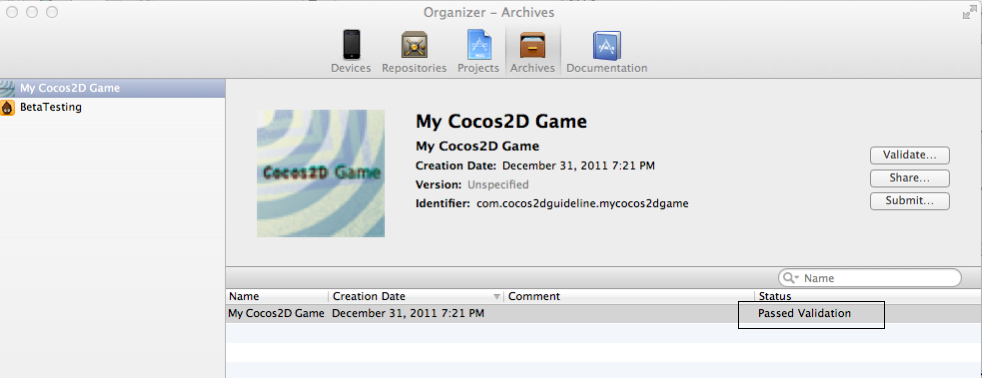 Organizer – Archives
Devices Repositories Projects Archives Documentation
My Cocos2D Game
BetaTesting
Cocos2D Game
My Cocos2D Game
My Cocos2D Game
Creation Date: December 31, 2011 7:21 PM
Version: Unspecified
Identifier: com.cocos2dguideline.mycocos2dgame
Validate...
Share...
Submit...
Name
Name Creation Date Comment Status
My Cocos2D Game December 31, 2011 7:21 PM Passed Validation